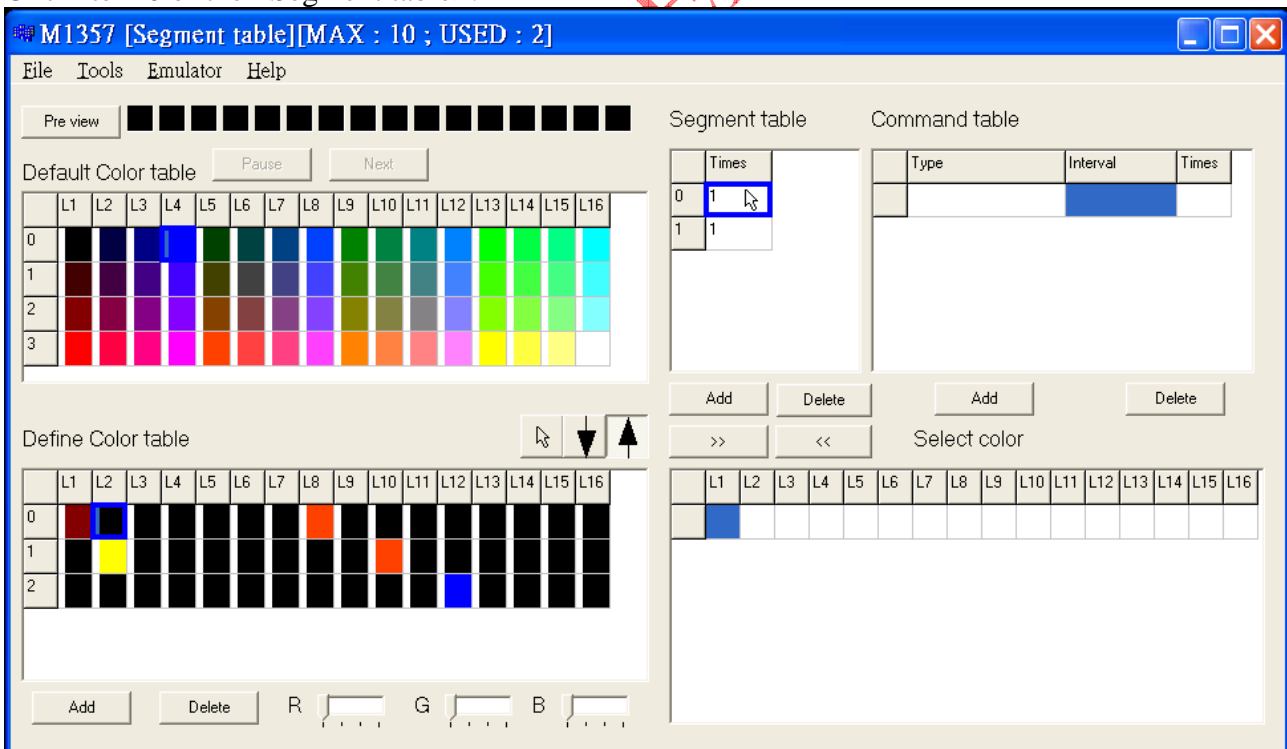 M1357 [Segment table][MAX : 10 ; USED : 2]
File Tools Emulator Help
Pre view
Segment table
Command table
Default Color table
Pause
Next
Times
0 1
1 1
Type Interval Times
L1 L2 L3 L4 L5 L6 L7 L8 L9 L10 L11 L12 L13 L14 L15 L16
0
1
2
3
Add
Delete
Add
Delete
>>
<<
Select color
Define Color table
L1 L2 L3 L4 L5 L6 L7 L8 L9 L10 L11 L12 L13 L14 L15 L16
0
1
2
L1 L2 L3 L4 L5 L6 L7 L8 L9 L10 L11 L12 L13 L14 L15 L16
Add
Delete
R
G
B